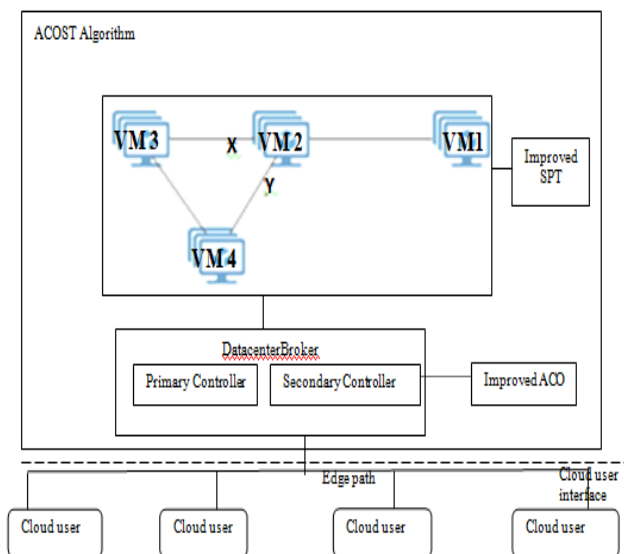 ACOST Algorithm
VM3
X
VM2
VM1
Y
VM4
Improved
SPT
DatacenterBroker
Primary Controller
Secondary Controller
Improved ACO
Edge path
Cloud user
interface
Cloud user
Cloud user
Cloud user
Cloud user